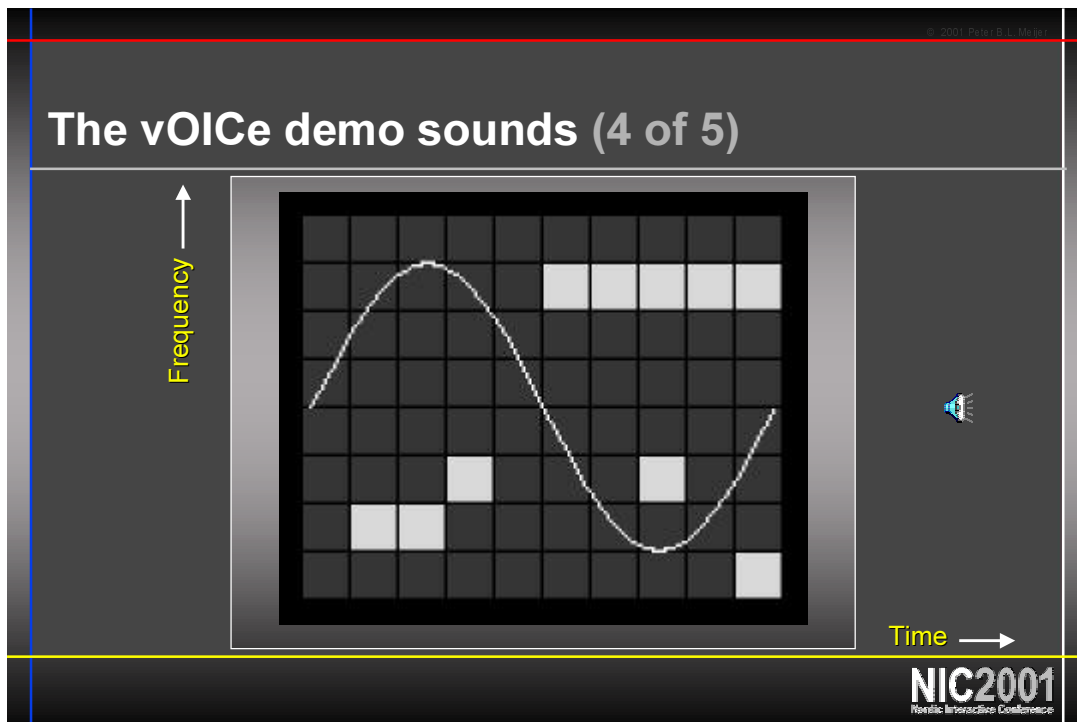 © 2001 Peter B.L. Meijer
The vOICe demo sounds (4 of 5)
Frequency
Time
NIC2001
Nordic Interactive Conference